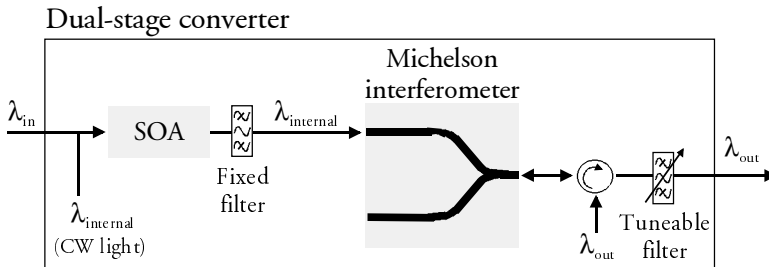 Dual-stage converter
Michelson
interferometer
λin
SOA
λinternal
λout
Fixed
filter
λinternal
(CW light)
λout
Tuneable
filter